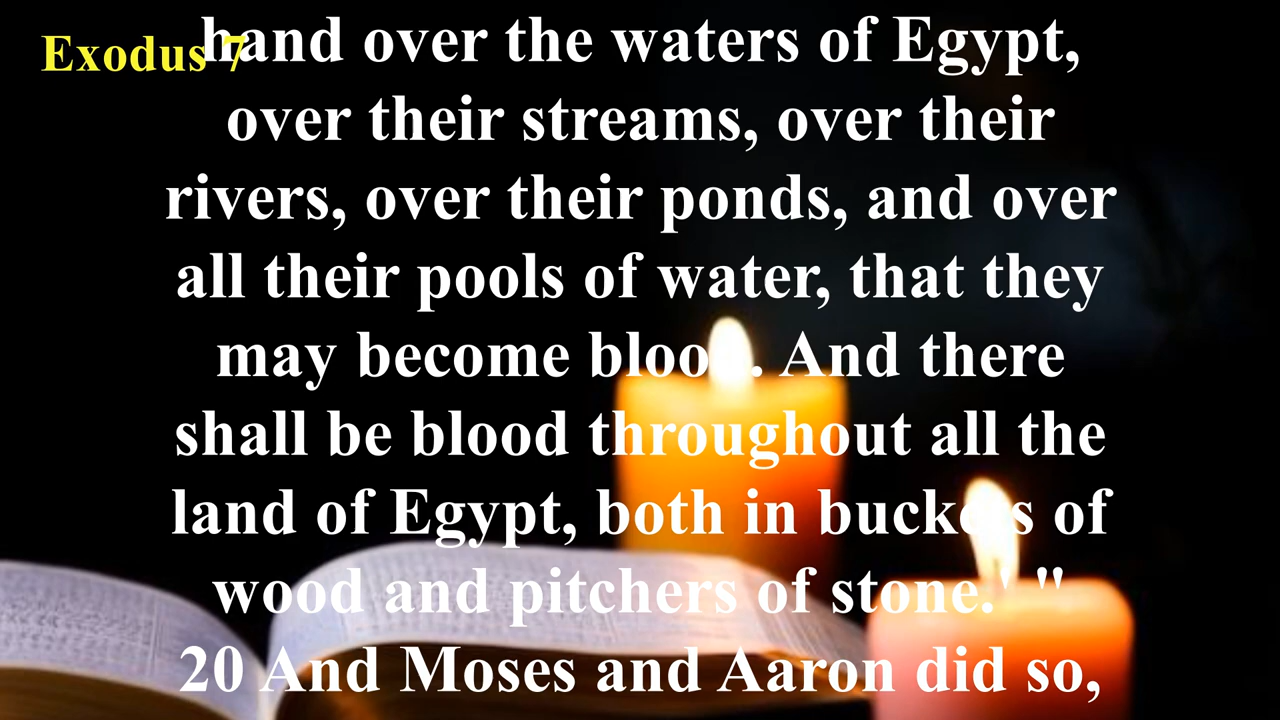 Exodus 7
hand over the waters of Egypt,
over their streams, over their
rivers, over their ponds, and over
all their pools of water, that they
may become blood. And there
shall be blood throughout all the
land of Egypt, both in buckets of
wood and pitchers of stone.' "
20 And Moses and Aaron did so,